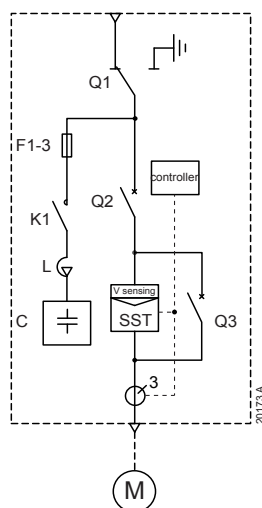 Q1
F1-3
controller
Q2
K1
L
V sensing
C
SST
Q3
3
20173 A
M